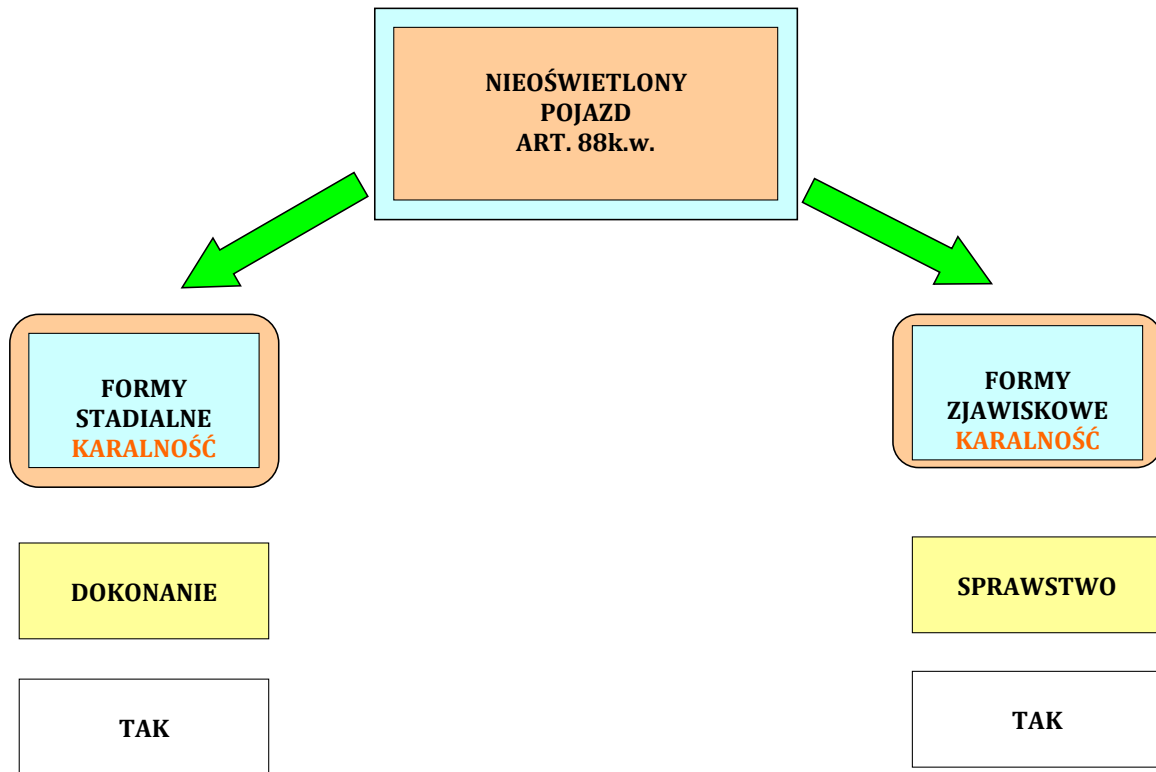 NIEOŚWIETLONY
POJAZD
ART. 88k.w.
FORMY
STADIALNE
KARALNOŚĆ
FORMY
ZJAWISKOWE
KARALNOŚĆ
DOKONANIE
SPRAWSTWO
TAK
TAK